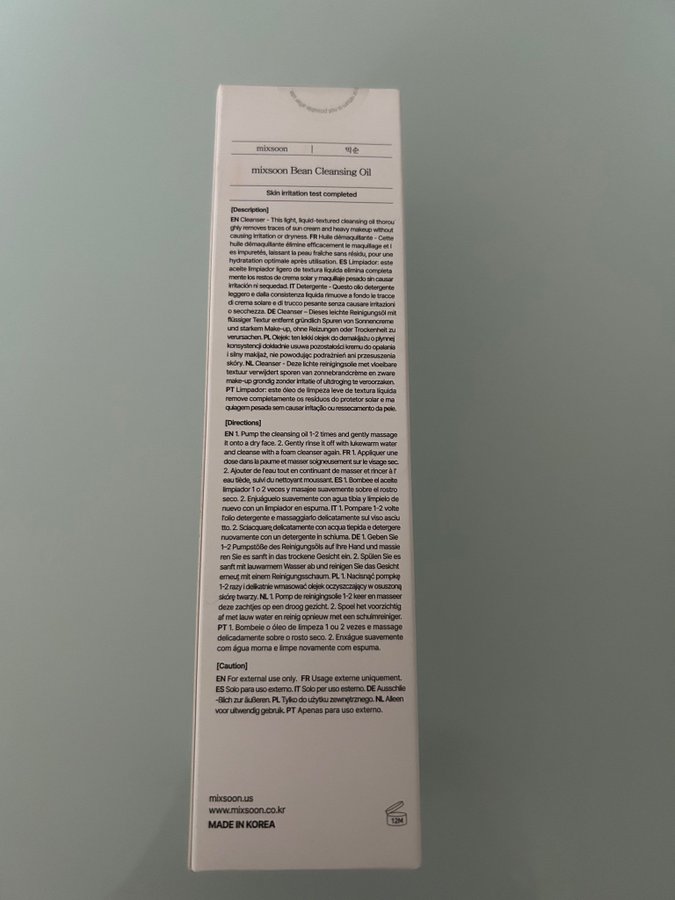 mixsoon | 믹순
mixsoon Bean Cleansing Oil
Skin irritation test completed
[Description]
EN Cleanser - This light, liquid-textured cleansing oil thorou
ghly removes traces of sun cream and heavy makeup without
causing irritation or dryness. FR Huile démaquillante - Cette
huile démaquillante élimine efficacement le maquillage et l
es impuretés, laissant la peau fraîche sans résidu, pour une
hydratation optimale après utilisation. ES Limpiador: este
aceite limpiador ligero de textura líquida elimina completa
mente los restos de crema solar y maquillaje pesado sin causar
irritación ni sequedad. IT Detergente - Questo olio detergente
leggero e dalla consistenza liquida rimuove a fondo le tracce
di crema solare e di trucco pesante senza causare irritazioni
o secchezza. DE Cleanser – Dieses leichte Reinigungsöl mit
flüssiger Textur entfernt gründlich Spuren von Sonnencreme
und starkem Make-up, ohne Reizungen oder Trockenheit zu
verursachen. PL Olejek: ten lekki olejek do demakijażu o płynnej
konsystencji dokładnie usuwa pozostałości kremu do opalania
i silny makijaż, nie powodując podrażnień ani przesuszenia
skóry. NL Cleanser - Deze lichte reinigingsolie met vloeibare
textuur verwijdert sporen van zonnebrandcrème en zware
make-up grondig zonder irritatie of uitdroging te veroorzaken.
PT Limpador: este óleo de limpeza leve de textura líquida
remove completamente os resíduos do protetor solar e ma
quiagem pesada sem causar irritação ou ressecamento da pele.
[Directions]
EN 1. Pump the cleansing oil 1-2 times and gently massage
it onto a dry face. 2. Gently rinse it off with lukewarm water
and cleanse with a foam cleanser again. FR 1. Appliquer une
dose dans la paume et masser soigneusement sur le visage sec.
2. Ajouter de l'eau tout en continuant de masser et rincer à l'
eau tiède, suivi du nettoyant moussant. ES 1. Bombee el aceite
limpiador 1 o 2 veces y masajee suavemente sobre el rostro
seco. 2. Enjuáguelo suavemente con agua tibia y límpielo de
nuevo con un limpiador en espuma. IT 1. Pompare 1-2 volte
l'olio detergente e massaggiarlo delicatamente sul viso asciu
tto. 2. Sciacquare delicatamente con acqua tiepida e detergere
nuovamente con un detergente in schiuma. DE 1. Geben Sie
1-2 Pumpstöße des Reinigungsöls auf Ihre Hand und massie
ren Sie es sanft in das trockene Gesicht ein. 2. Spülen Sie es
sanft mit lauwarmem Wasser ab und reinigen Sie das Gesicht
erneut mit einem Reinigungsschaum. PL 1. Nacisnąć pompkę
1-2 razy i delikatnie wmasować olejek oczyszczający w osuszoną
skórę twarzy. NL 1. Pomp de reinigingsolie 1-2 keer en masseer
deze zachtjes op een droog gezicht. 2. Spoel het voorzichtig
af met lauw water en reinig opnieuw met een schuimreiniger.
PT 1. Bombeie o óleo de limpeza 1 ou 2 vezes e massage
delicadamente sobre o rosto seco. 2. Enxágue suavemente
com água morna e limpe novamente com espuma.
[Caution]
EN For external use only. FR Usage externe uniquement.
ES Solo para uso externo. IT Solo per uso esterno. DE Ausschlie
-ßlich zur äußeren. PL Tylko do użytku zewnętrznego. NL Alleen
voor uitwendig gebruik. PT Apenas para uso externo.
mixsoon.us
www.mixsoon.co.kr
MADE IN KOREA
12M